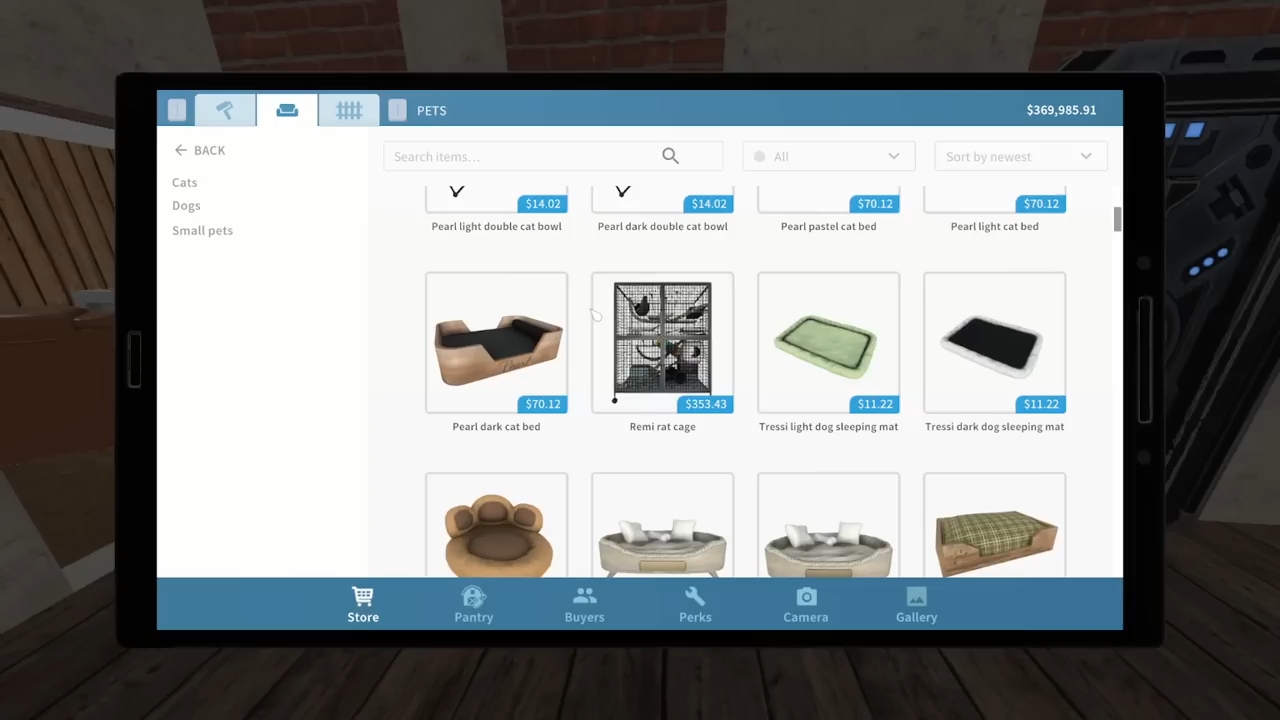 PETS
$369,985.91
BACK
Cats
Dogs
Small pets
Search items...
All
Sort by newest
$14.02
$14.02
$70.12
$70.12
Pearl light double cat bowl
Pearl dark double cat bowl
Pearl pastel cat bed
Pearl light cat bed
$70.12
$353.43
$11.22
$11.22
Pearl dark cat bed
Remi rat cage
Tressi light dog sleeping mat
Tressi dark dog sleeping mat
Store
Pantry
Buyers
Perks
Camera
Gallery